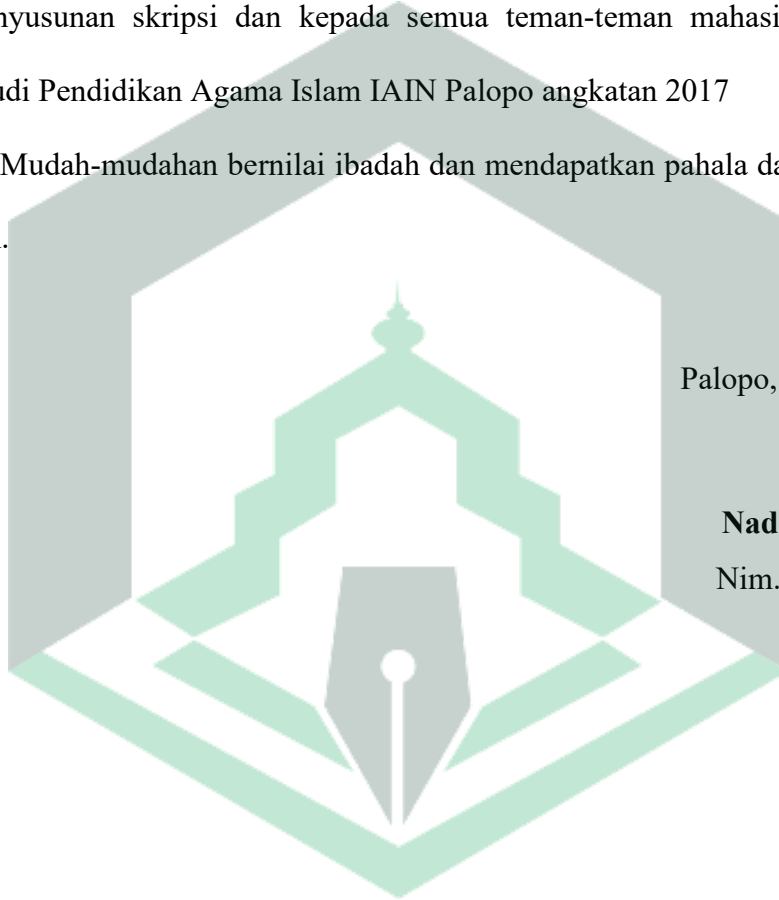 nyusunan skripsi dan kepada semua teman-teman mahasi
udi Pendidikan Agama Islam IAIN Palopo angkatan 2017
Mudah-mudahan bernilai ibadah dan mendapatkan pahala da
.
Palopo,
Nad
Nim.